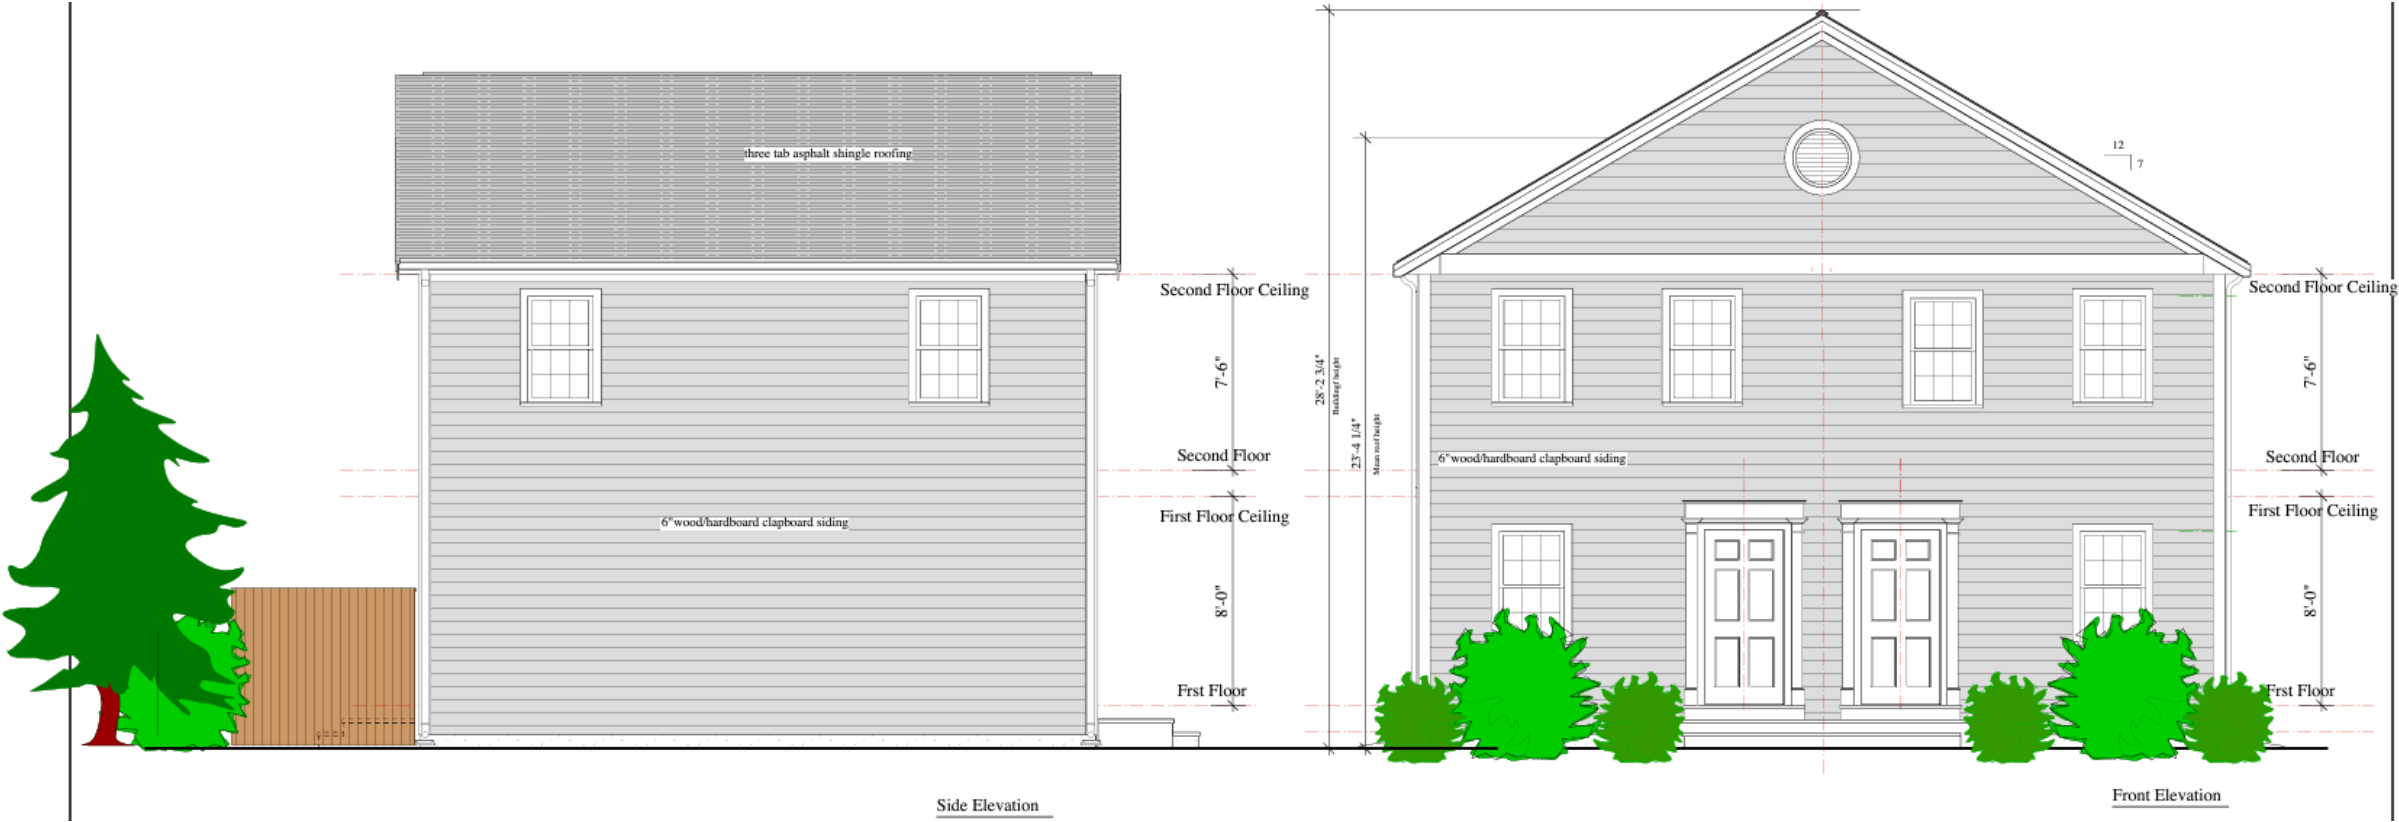 three tab asphalt shingle roofing
Second Floor Ceiling
7'-6"
Second Floor
First Floor Ceiling
6"wood/hardboard clapboard siding
8'-0"
Frst Floor
Side Elevation
28'-2 3/4"
Buildingf height
23'-4 1/4"
Mean roof height
12
7
Second Floor Ceiling
7'-6"
6"wood/hardboard clapboard siding
Second Floor
First Floor Ceiling
8'-0"
Frst Floor
Front Elevation